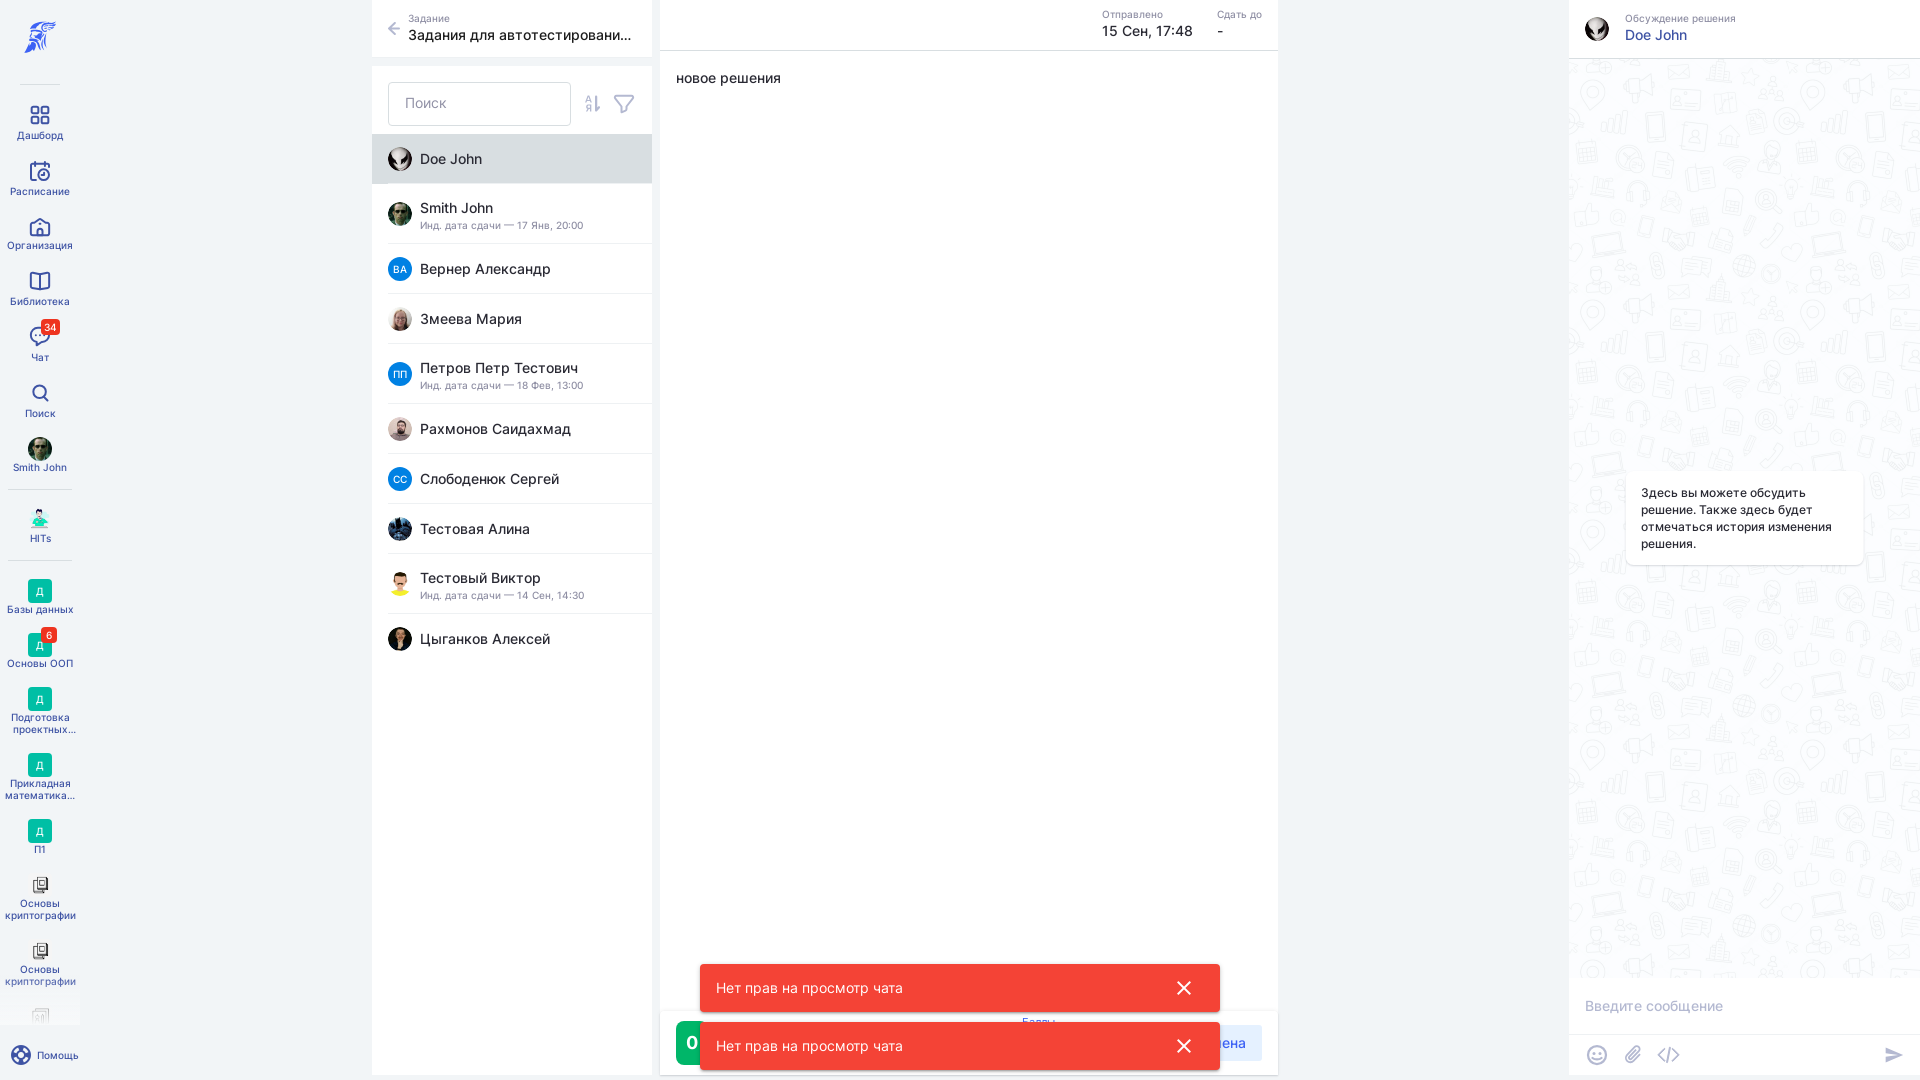 Дашборд
Расписание
Организация
Библиотека
34
Чат
Поиск
Smith John
HITs
Д
Базы данных
6
Д
Основы ООП
Д
Подготовка
проектных...
Д
Прикладная
математика...
Д
П1
Основы
криптографии
Основы
криптографии
Помощь
Задание
Задания для автотестировани...
Поиск
Doe John
Smith John
Инд. дата сдачи — 17 Янв, 20:00
ВА
Вернер Александр
Змеева Мария
ПП
Петров Петр Тестович
Инд. дата сдачи — 18 Фев, 13:00
Рахмонов Саидахмад
СС
Слободенюк Сергей
Тестовая Алина
Тестовый Виктор
Инд. дата сдачи — 14 Сен, 14:30
Цыганков Алексей
Отправлено
15 Сен, 17:48
Сдать до
-
новое решения
Нет прав на просмотр чата
0
Нет прав на просмотр чата
Обсуждение решения
Doe John
Здесь вы можете обсудить
решение. Также здесь будет
отмечаться история изменения
решения.
Введите сообщение